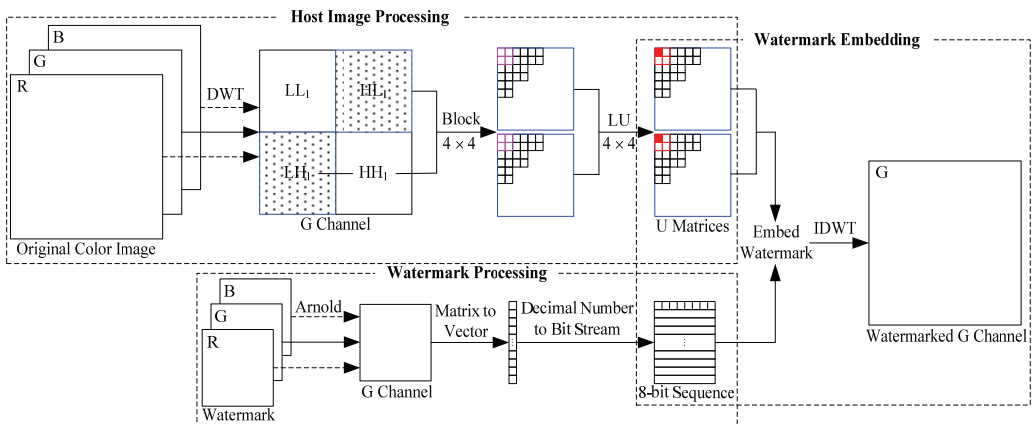 Host Image Processing
B
G
R
DWT
LL1
HL1
LH1
HH1
G Channel
Original Color Image
Block
4 × 4
LU
4 × 4
U Matrices
Watermark Embedding
Embed
Watermark
IDWT
G
Watermarked G Channel
Watermark Processing
B
G
R
Watermark
Arnold
G Channel
Matrix to
Vector
Decimal Number
to Bit Stream
8-bit Sequence